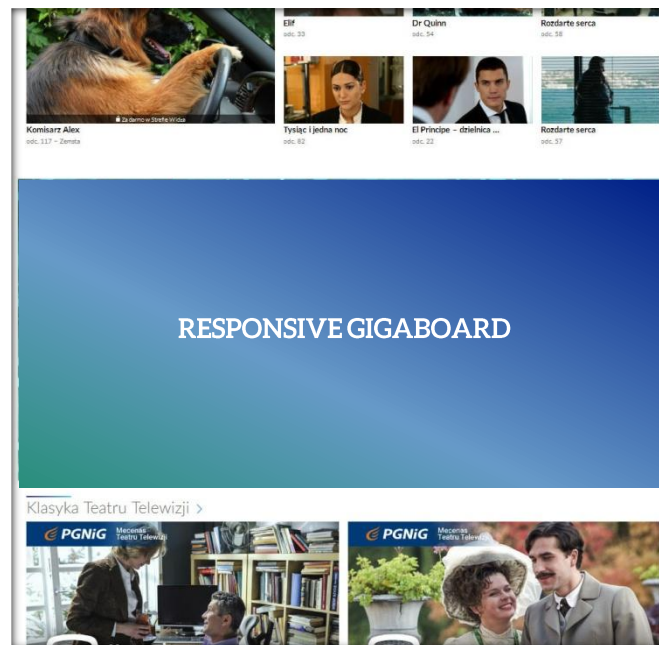 Elif
odc. 33
Dr Quinn
odc. 54
Rozdarte serca
odc. 58
Za darmo w Strefie Widza
Komisarz Alex
odc. 117 – Zemsta
Tysiąc i jedna noc
odc. 62
El Principe – dzielnica ...
odc. 22
Rozdarte serca
odc. 57
RESPONSIVE GIGABOARD
Klasyka Teatru Telewizji >
PGNiG Mecenas
Teatru Telewizji
PGNiG Mecenas
Teatru Telewizji